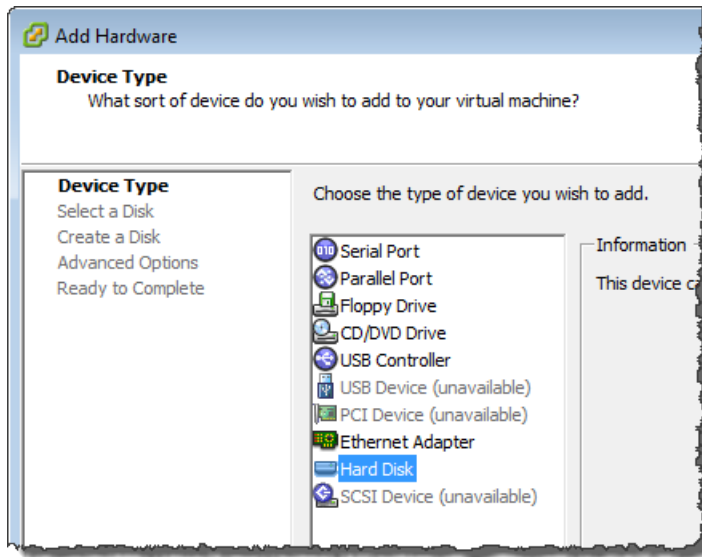 Add Hardware
Device Type
What sort of device do you wish to add to your virtual machine?
Device Type
Select a Disk
Create a Disk
Advanced Options
Ready to Complete
Choose the type of device you wish to add.
Serial Port
Parallel Port
Floppy Drive
CD/DVD Drive
USB Controller
USB Device (unavailable)
PCI Device (unavailable)
Ethernet Adapter
Hard Disk
SCSI Device (unavailable)
Information
This device